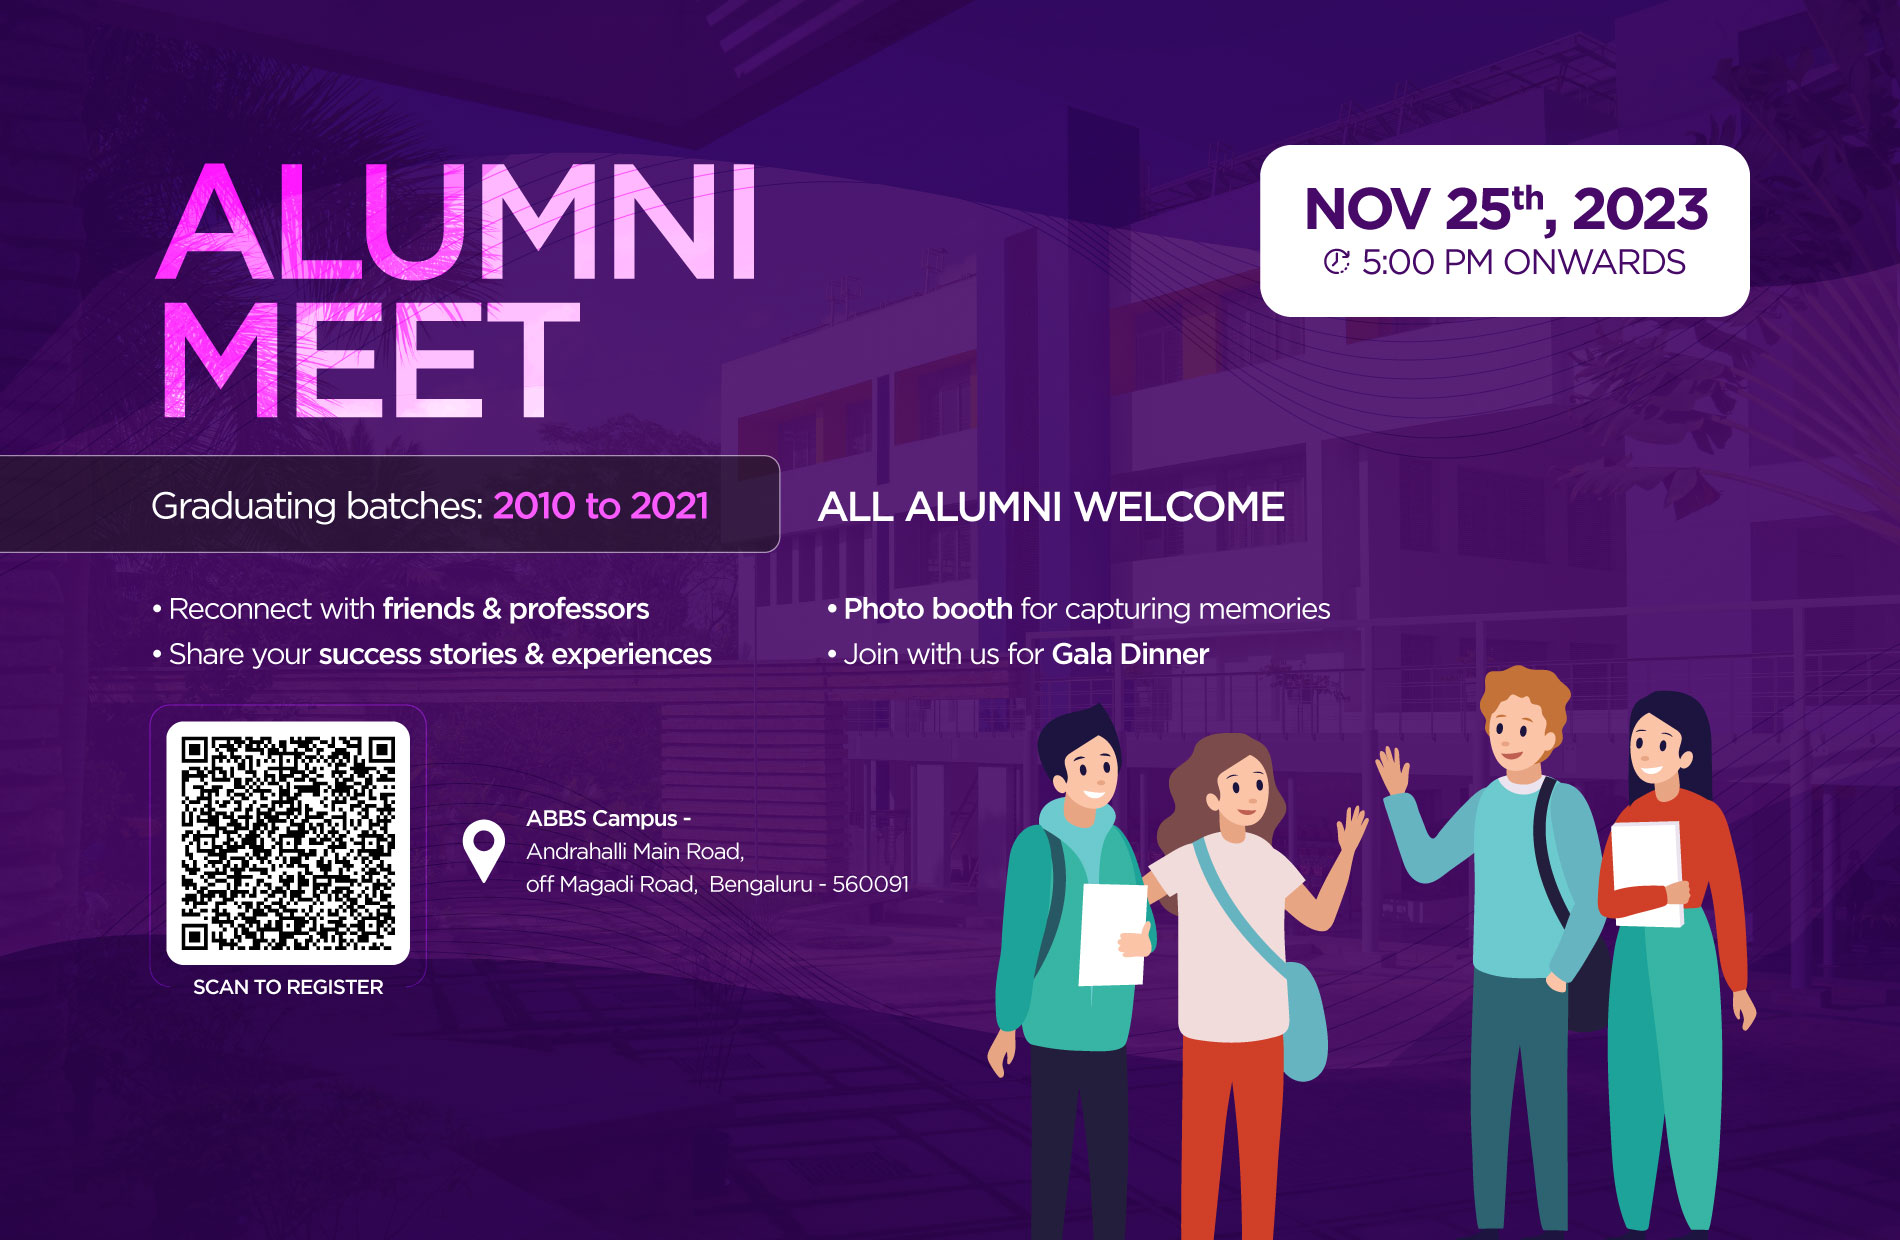 ALUMNI
MEET
NOV 25th, 2023
5:00 PM ONWARDS
Graduating batches: 2010 to 2021
ALL ALUMNI WELCOME
• Reconnect with friends & professors
• Share your success stories & experiences
• Photo booth for capturing memories
• Join with us for Gala Dinner
SCAN TO REGISTER
ABBS Campus -
Andrahalli Main Road,
off Magadi Road, Bengaluru - 560091